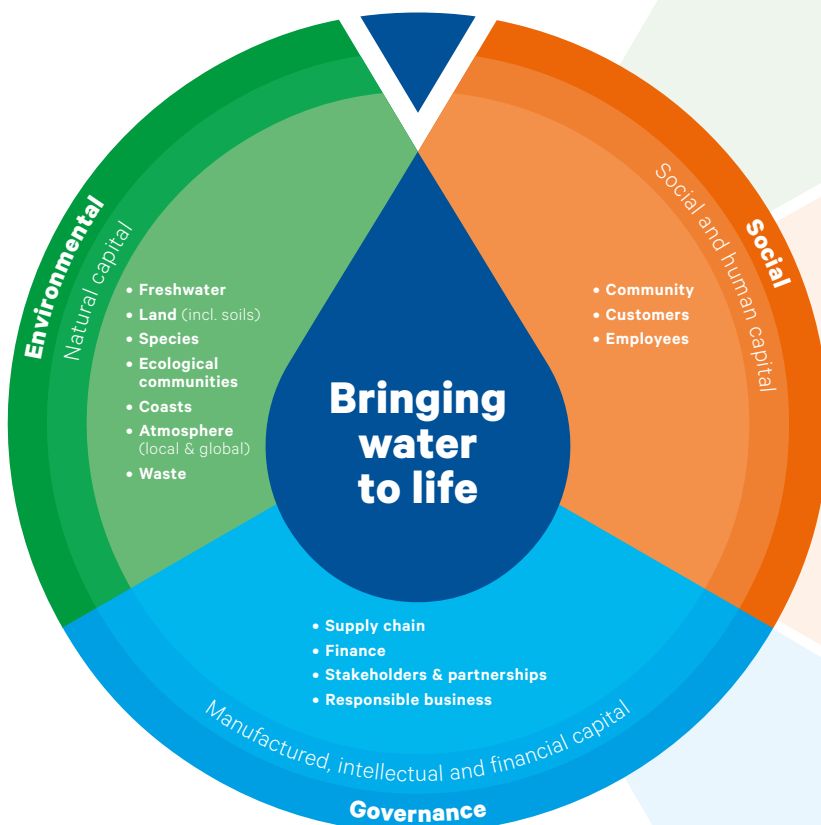 Environmental
Natural capital
• Freshwater
• Land (incl. soils)
• Species
• Ecological
communities
• Coasts
• Atmosphere
(local & global)
• Waste
Social
Social and human capital
• Community
• Customers
• Employees
Bringing
water
to life
• Supply chain
• Finance
• Stakeholders & partnerships
• Responsible business
Manufactured, intellectual and financial capital
Governance